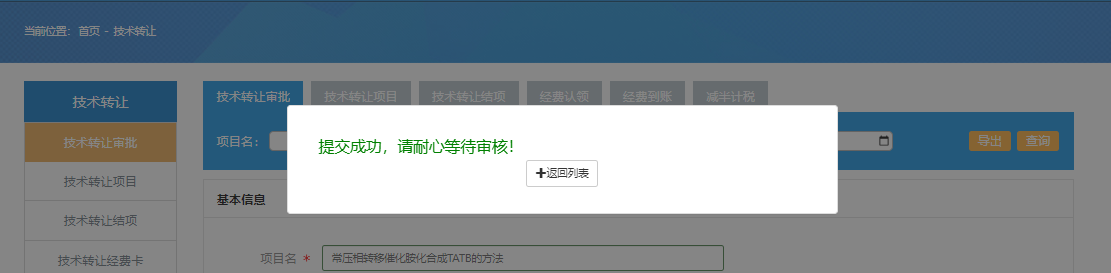 当前位置：首页 - 技术转让
技术转让
技术转让审批
技术转让项目
技术转让结项
技术转让经费卡
技术转让审批 技术转让项目 技术转让结项 经费认领 经费到账 减半计税
项目名：
导出 查询
提交成功，请耐心等待审核！
返回列表
基本信息
项目名 * 常压相转移催化胺化合成TATB的方法